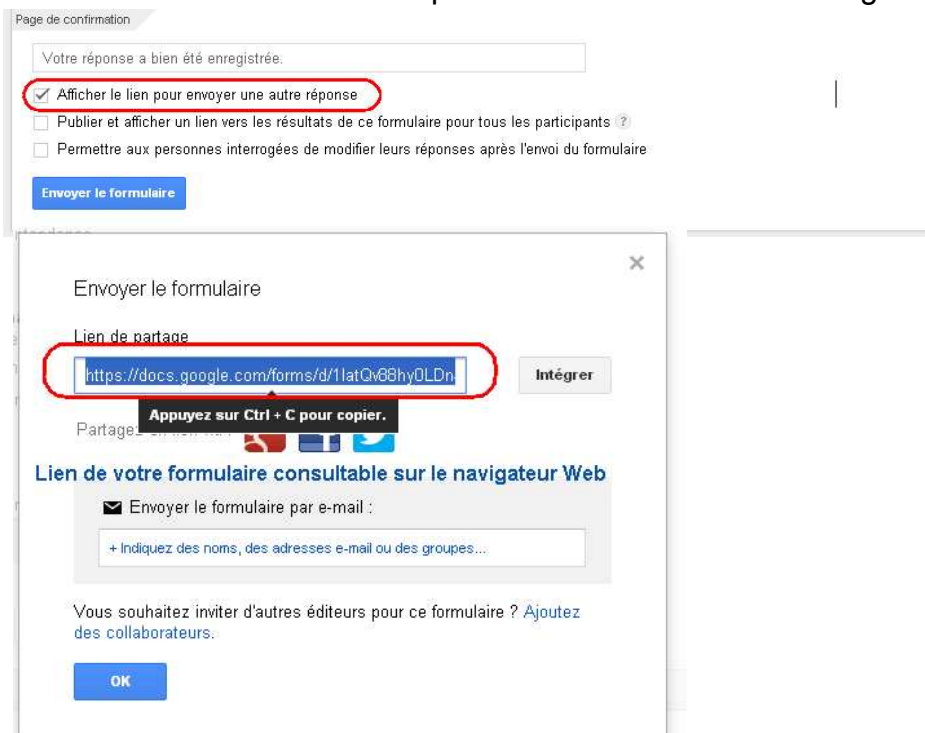 Page de confirmation
Votre réponse a bien été enregistrée.
Afficher le lien pour envoyer une autre réponse
Publier et afficher un lien vers les résultats de ce formulaire pour tous les participants ?
Permettre aux personnes interrogées de modifier leurs réponses après l'envoi du formulaire
Envoyer le formulaire
Envoyer le formulaire
Lien de partage
https://docs.google.com/forms/d/1IatQv88hy0LDn
Intégrer
Appuyez sur Ctrl + C pour copier.
Partagez
Lien de votre formulaire consultable sur le navigateur Web
Envoyer le formulaire par e-mail :
+ Indiquez des noms, des adresses e-mail ou des groupes...
Vous souhaitez inviter d'autres éditeurs pour ce formulaire ? Ajoutez
des collaborateurs.
OK